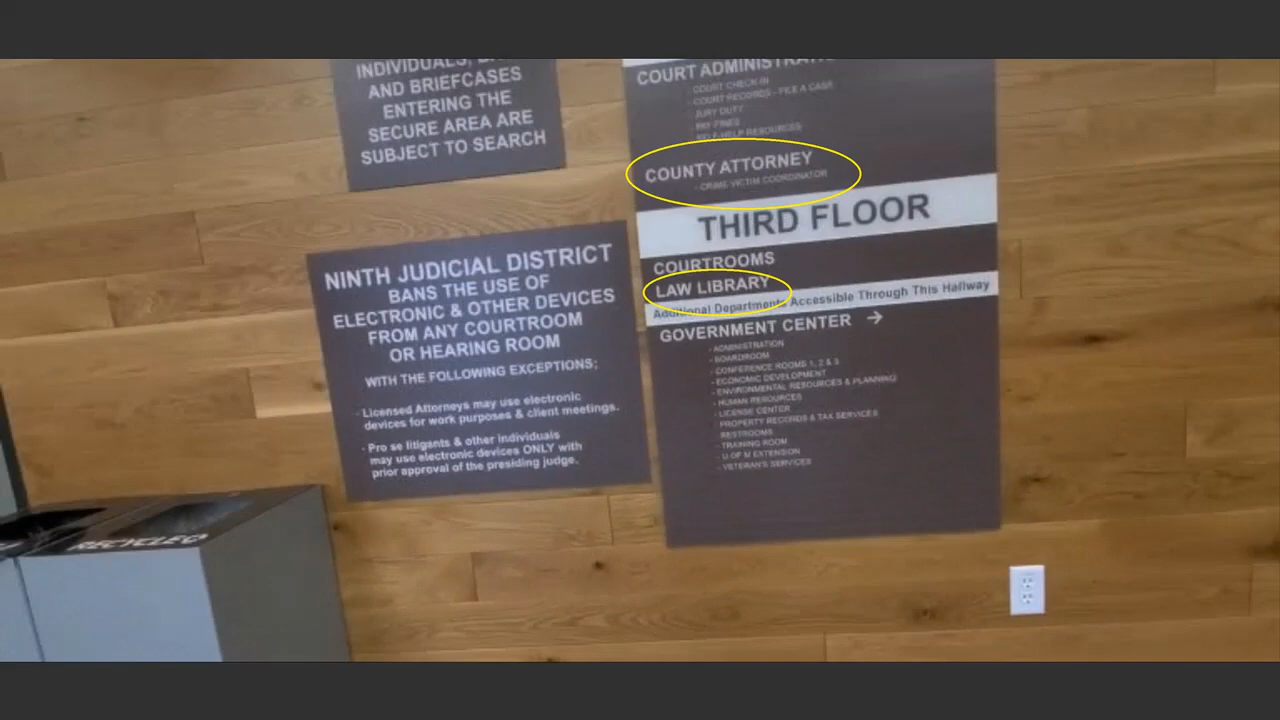 INDIVIDUALS,
AND BRIEFCASES
ENTERING THE
SECURE AREA ARE
SUBJECT TO SEARCH
NINTH JUDICIAL DISTRICT
BANS THE USE OF
ELECTRONIC & OTHER DEVICES
FROM ANY COURTROOM
OR HEARING ROOM
WITH THE FOLLOWING EXCEPTIONS;
- Licensed Attorneys may use electronic
devices for work purposes & client meetings.
- Pro se litigants & other individuals
may use electronic devices ONLY with
prior approval of the presiding judge.
COURT
- COURT CHECK-IN
- COURT RECORDS - FILE A CASE
- JURY DUTY
- PAY FINES
- SELF-HELP RESOURCES
COUNTY ATTORNEY
- CRIME VICTIM COORDINATOR
THIRD FLOOR
COURTROOMS
LAW LIBRARY
Additional Departments Accessible Through This Hallway
GOVERNMENT CENTER →
- ADMINISTRATION
- BOARDROOM
- CONFERENCE ROOMS 1, 2 & 3
- ECONOMIC DEVELOPMENT
- ENVIRONMENTAL RESOURCES & PLANNING
- HUMAN RESOURCES
- LICENSE CENTER
- PROPERTY RECORDS & TAX SERVICES
RESTROOMS
- TRAINING ROOM
- U OF M EXTENSION
- VETERAN'S SERVICES